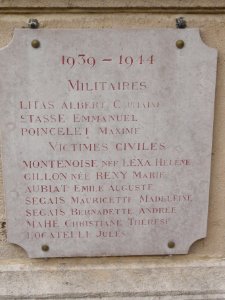 1939 - 1944
MILITAIRES
LITAS ALBERT CAPITAINE
STASSE EMMANUEL
POINCELET MAXIME
VICTIMES CIVILES
MONTENOISE NÉE LEXA HÉLÈNE
GILLON NÉE RENY MARIE
AUBIAT EMILE AUGUSTE
SEGAIS MAURICETTE MADELEINE
SEGAIS BERNADETTE ANDRÉE
MAHÉ CHRISTIANE THÉRÈSE
LOCATELLI JULES